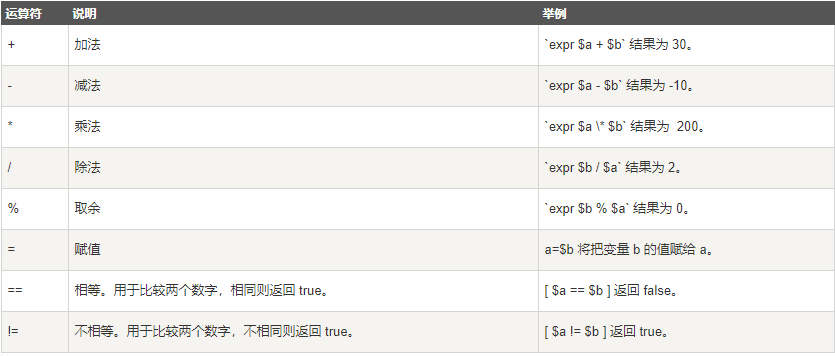 运算符 说明 举例
+ 加法 `expr $a + $b` 结果为 30。
- 减法 `expr $a - $b` 结果为 -10。
* 乘法 `expr $a \* $b` 结果为  200。
/ 除法 `expr $b / $a` 结果为 2。
% 取余 `expr $b % $a` 结果为 0。
= 赋值 a=$b 将把变量 b 的值赋给 a。
== 相等。用于比较两个数字，相同则返回 true。 [ $a == $b ] 返回 false。
!= 不相等。用于比较两个数字，不相同则返回 true。 [ $a != $b ] 返回 true。